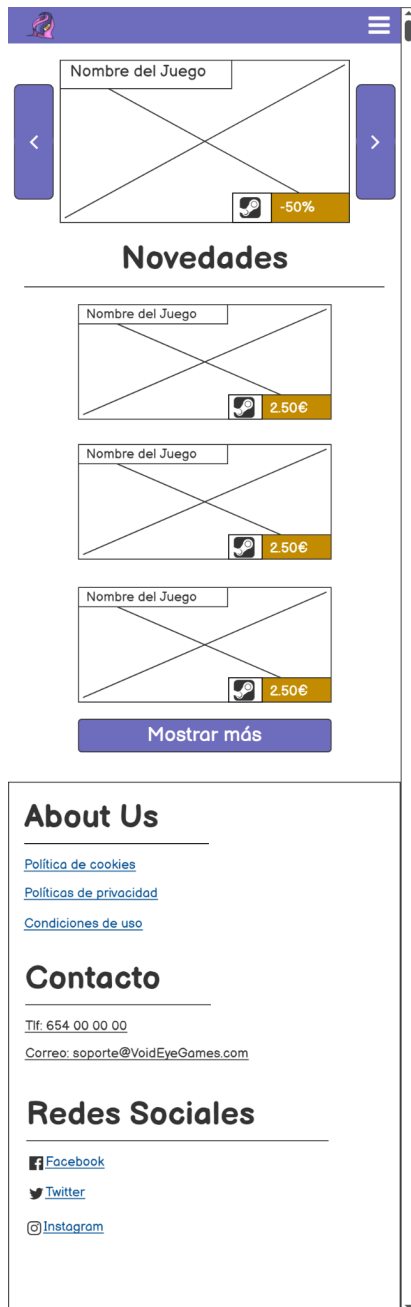 Nombre del Juego
-50%
Novedades
Nombre del Juego
2.50€
Nombre del Juego
2.50€
Nombre del Juego
2.50€
Mostrar más
About Us
Política de cookies
Políticas de privacidad
Condiciones de uso
Contacto
Tlf: 654 00 00 00
Correo: soporte@VoidEyeGames.com
Redes Sociales
Facebook
Twitter
Instagram